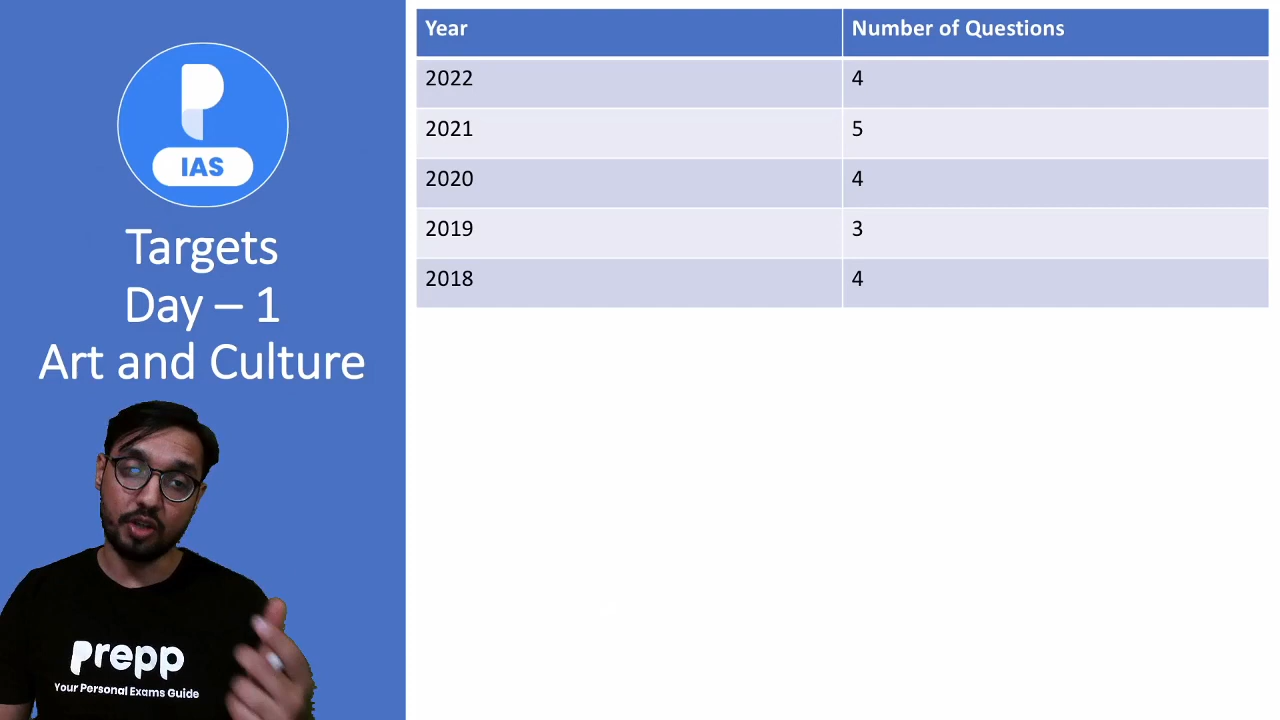 IAS
Targets
Day – 1
Art and Culture
prepp
Your Personal Exams Guide
Year Number of Questions
2022 4
2021 5
2020 4
2019 3
2018 4